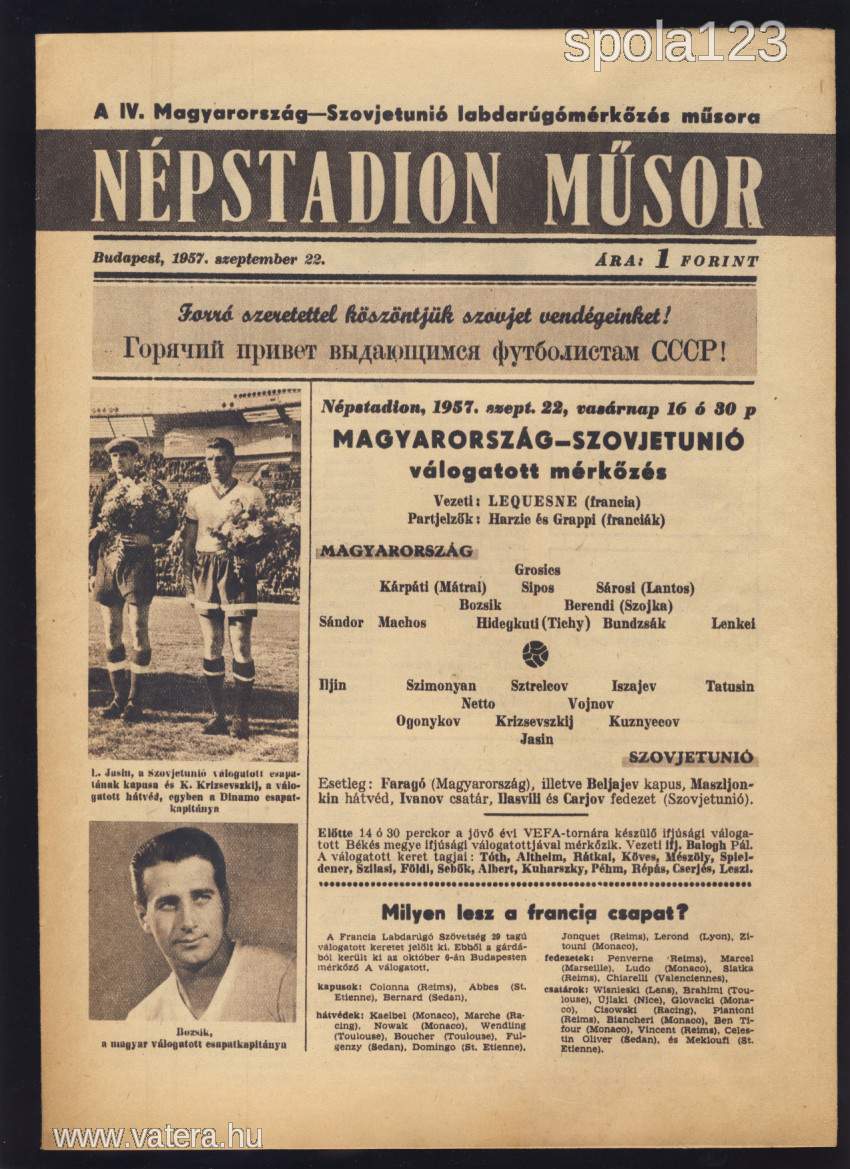 spola123
A IV. Magyarország—Szovjetunió labdarúgómérkőzés műsora
NÉPSTADION MŰSOR
Budapest, 1957. szeptember 22.
ÁRA: 1 FORINT
Forró szeretettel köszöntjük szovjet vendégeinket!
Горячий привет выдающимся футболистам СССР!
L. Jasin, a Szovjetunió válogatott csapa-
tának kapusa és K. Krizsevszkij, a válo-
gatott hátvéd, egyben a Dinamo csapat-
kapitánya
Bozsik,
a magyar válogatott csapatkapitánya
Népstadion, 1957. szept. 22, vasárnap 16 ó 30 p
MAGYARORSZÁG—SZOVJETUNIÓ
válogatott mérkőzés
Vezeti: LEQUESNE (francia)
Partjelzők: Harzic és Grappi (franciák)
MAGYARORSZÁG
Grosics
Kárpáti (Mátrai) Sipos Sárosi (Lantos)
Bozsik Berendi (Szojka)
Sándor Machos Hidegkuti (Tichy) Bundzsák Lenkei
Iljin Szimonyan Sztrelcov Iszajev Tatusin
Netto Vojnov
Ogonykov Krizsevszkij Kuznyecov
Jasin
SZOVJETUNIÓ
Esetleg: Faragó (Magyarország), illetve Beljajev kapus, Maszljon-
kin hátvéd, Ivanov csatár, Ilasvili és Carjov fedezet (Szovjetunió).
Előtte 14 ó 30 perckor a jövő évi VEFA-tornára készülő ifjúsági váloga-
tott Békés megye ifjúsági válogatottjával mérkőzik. Vezeti ifj. Balogh Pál.
A válogatott keret tagjai: Tóth, Altheim, Rátkai, Köves, Mészöly, Spiel-
dener, Szilasi, Földi, Sebők, Albert, Kuharszky, Péhm, Répás, Cserjés, Leszl.
Milyen lesz a francia csapat?
A Francia Labdarúgó Szövetség 29 tagú
válogatott keretet jelölt ki. Ebből a gárdá-
ból került ki az október 6-án Budapesten
mérkőző A válogatott.
kapusok: Colonna (Reims), Abbes (St.
Etienne), Bernard (Sedan),
hátvédek: Kaelbel (Monaco), Marche (Ra-
cing), Nowak (Monaco), Wendling
(Toulouse), Boucher (Toulouse), Ful-
genzy (Sedan), Domingo (St. Etienne),
Jonquet (Reims), Lerond (Lyon), Zi-
touni (Monaco),
fedezetek: Penverne (Reims), Marcel
(Marseille), Ludo (Monaco), Siatka
(Reims), Chiarelli (Valenciennes),
csatárok: Wisnieski (Lens), Brahimi (Tou-
louse), Ujlaki (Nice), Glovacki (Mona-
co), Cisowski (Racing), Piantoni
(Reims), Biancheri (Monaco), Ben Ti-
four (Monaco), Vincent (Reims), Celes-
tin Oliver (Sedan), és Mekloufi (St.
Etienne).
www.vatera.hu